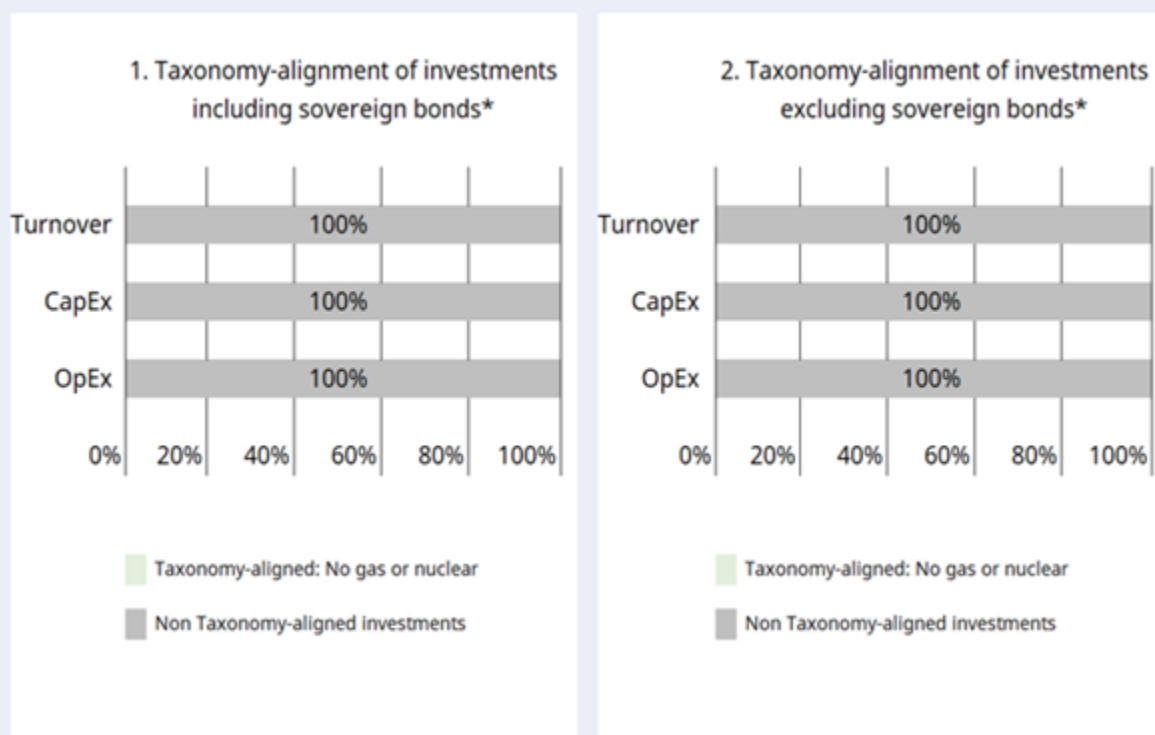 1. Taxonomy-alignment of investments
including sovereign bonds*
Turnover 100%
CapEx 100%
OpEx 100%
0% 20% 40% 60% 80% 100%
Taxonomy-aligned: No gas or nuclear
Non Taxonomy-aligned investments
2. Taxonomy-alignment of investments
excluding sovereign bonds*
Turnover 100%
CapEx 100%
OpEx 100%
0% 20% 40% 60% 80% 100%
Taxonomy-aligned: No gas or nuclear
Non Taxonomy-aligned investments